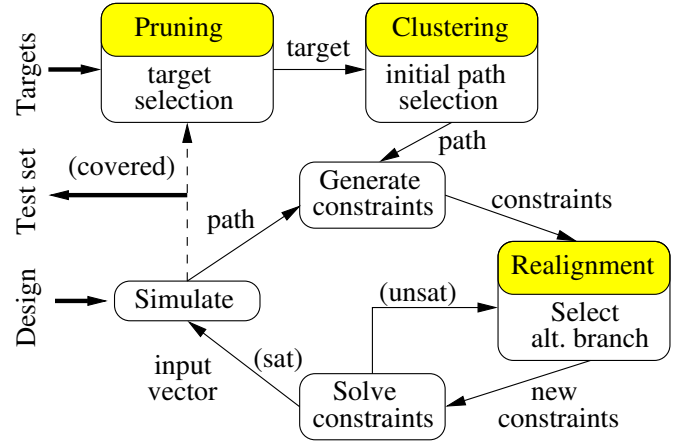 Pruning
target
selection
target
Clustering
initial path
selection
Targets
(covered)
Test set
path
Generate
constraints
constraints
path
Realignment
Select
alt. branch
Design
Simulate
(unsat)
(sat)
input
vector
Solve
constraints
new
constraints